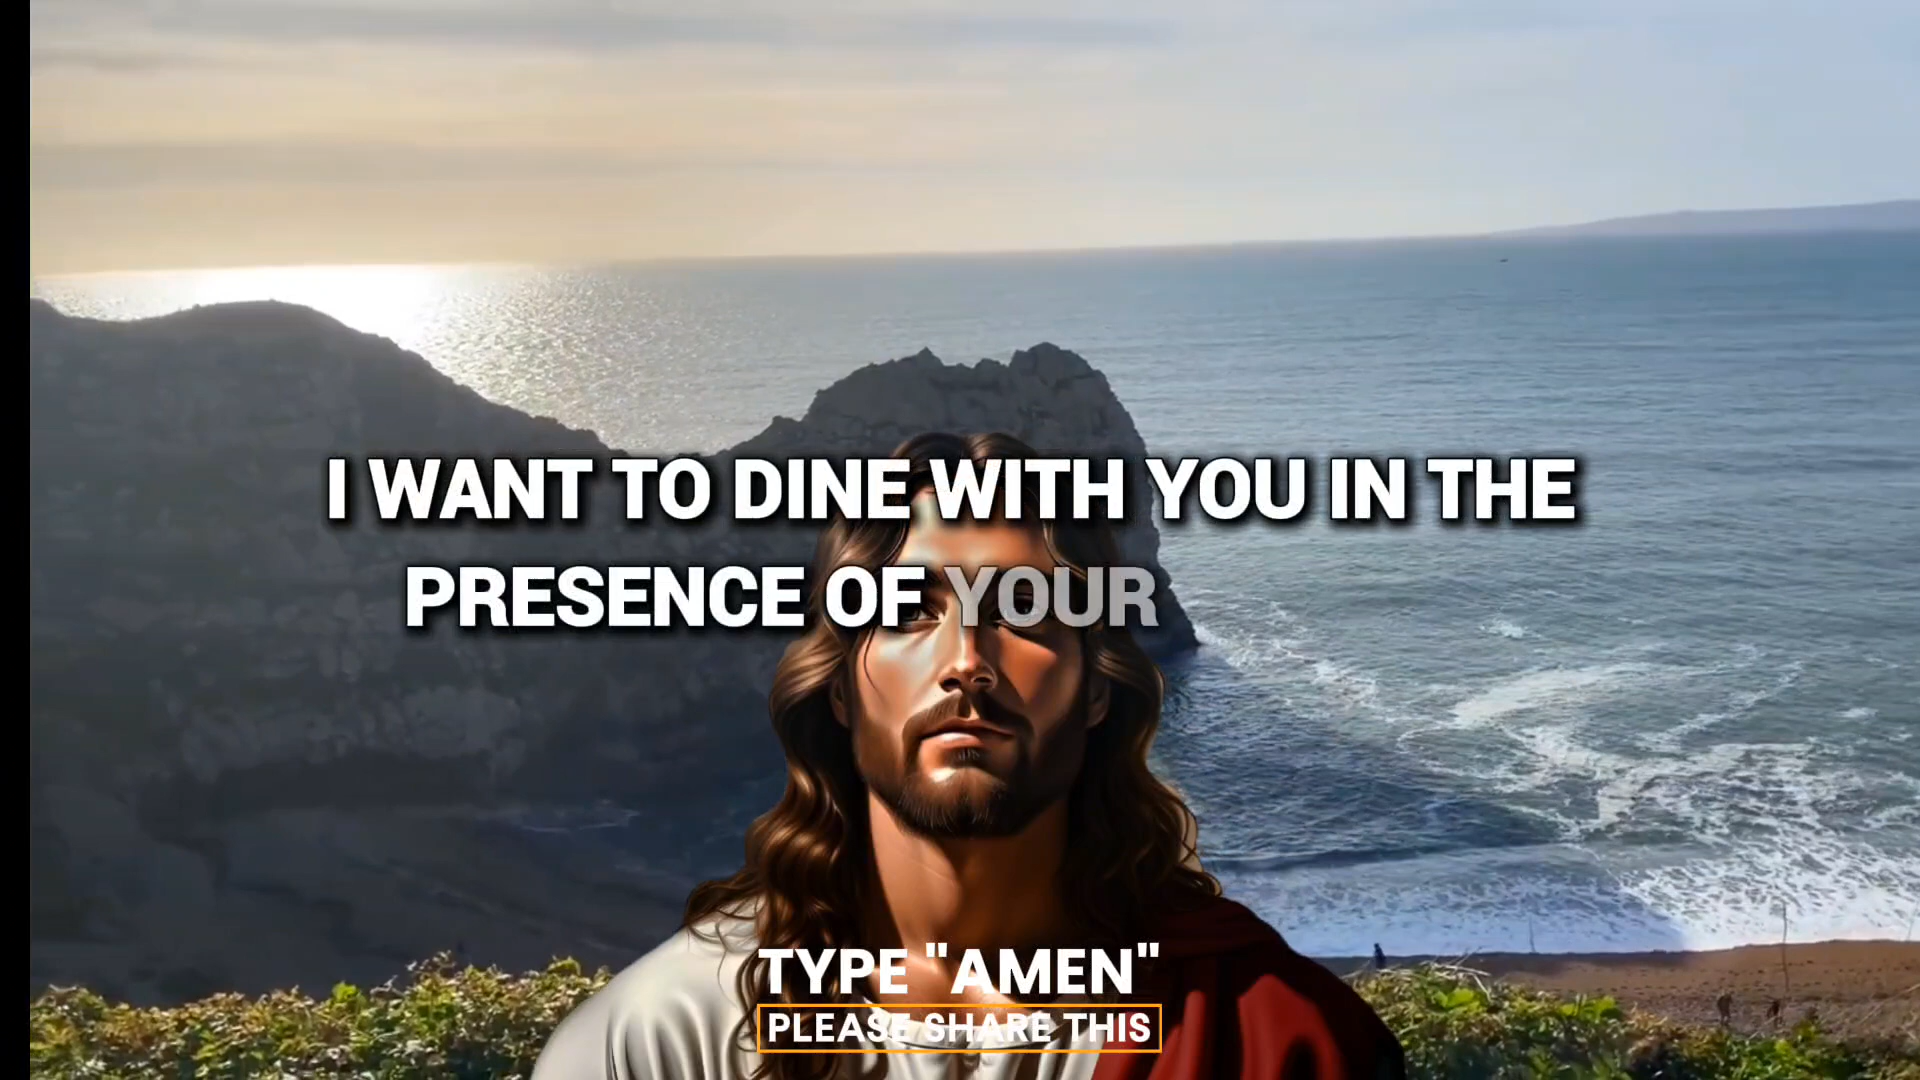 I WANT TO DINE WITH YOU IN THE
PRESENCE OF YOUR
TYPE "AMEN"
PLEASE SHARE THIS